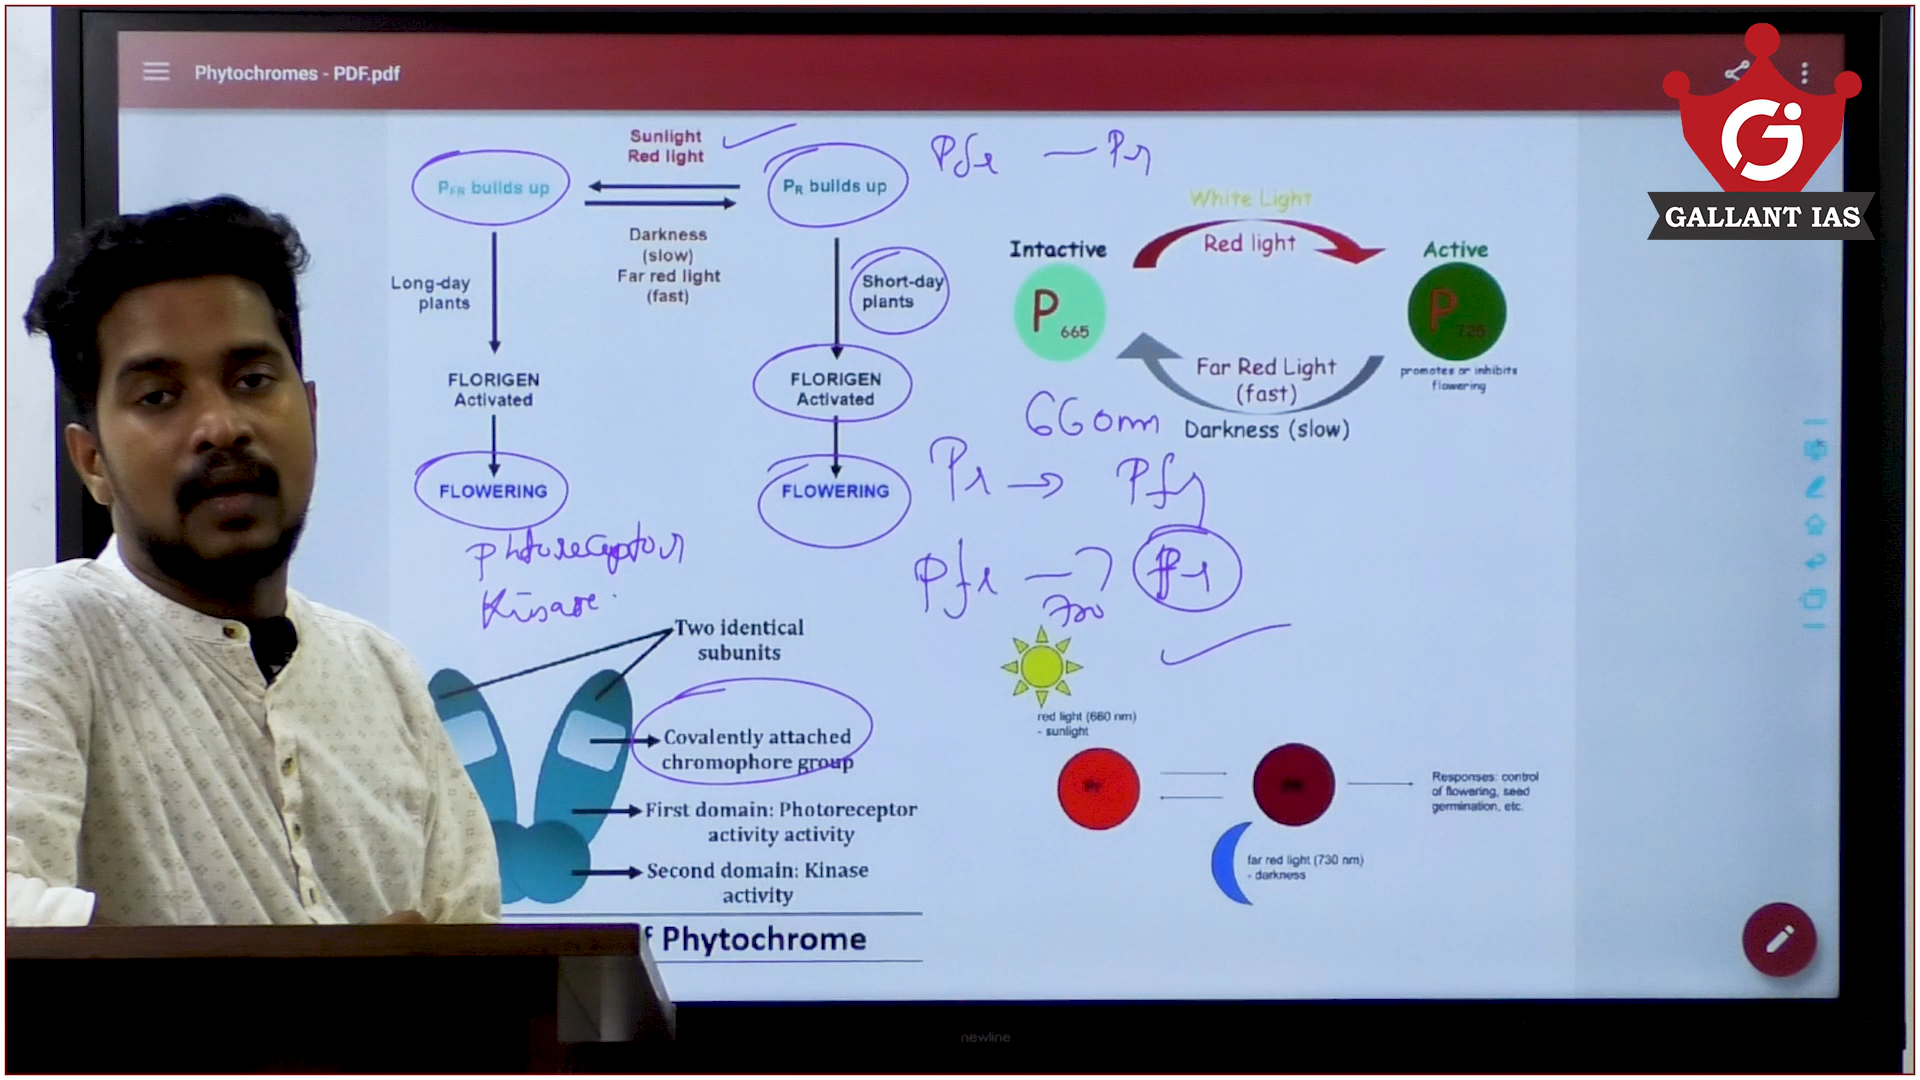 Phytochromes - PDF.pdf
GALLANT IAS
Sunlight
Red light
PFR builds up
PR builds up
Pfr — Pr
Darkness
(slow)
Far red light
(fast)
Long-day
plants
Short-day
plants
FLORIGEN
Activated
FLORIGEN
Activated
FLOWERING
FLOWERING
White Light
Red light
Intactive
Active
P 665
P 725
promotes or inhibits
flowering
Far Red Light
(fast)
Darkness (slow)
660nm
Pr → Pfr
Pfr → Pr
730
Photoreceptor
Kinase
Two identical
subunits
Covalently attached
chromophore group
First domain: Photoreceptor
activity activity
Second domain: Kinase
activity
f Phytochrome
red light (660 nm)
- sunlight
Pr
Responses: control
of flowering, seed
germination, etc.
far red light (730 nm)
- darkness
newline